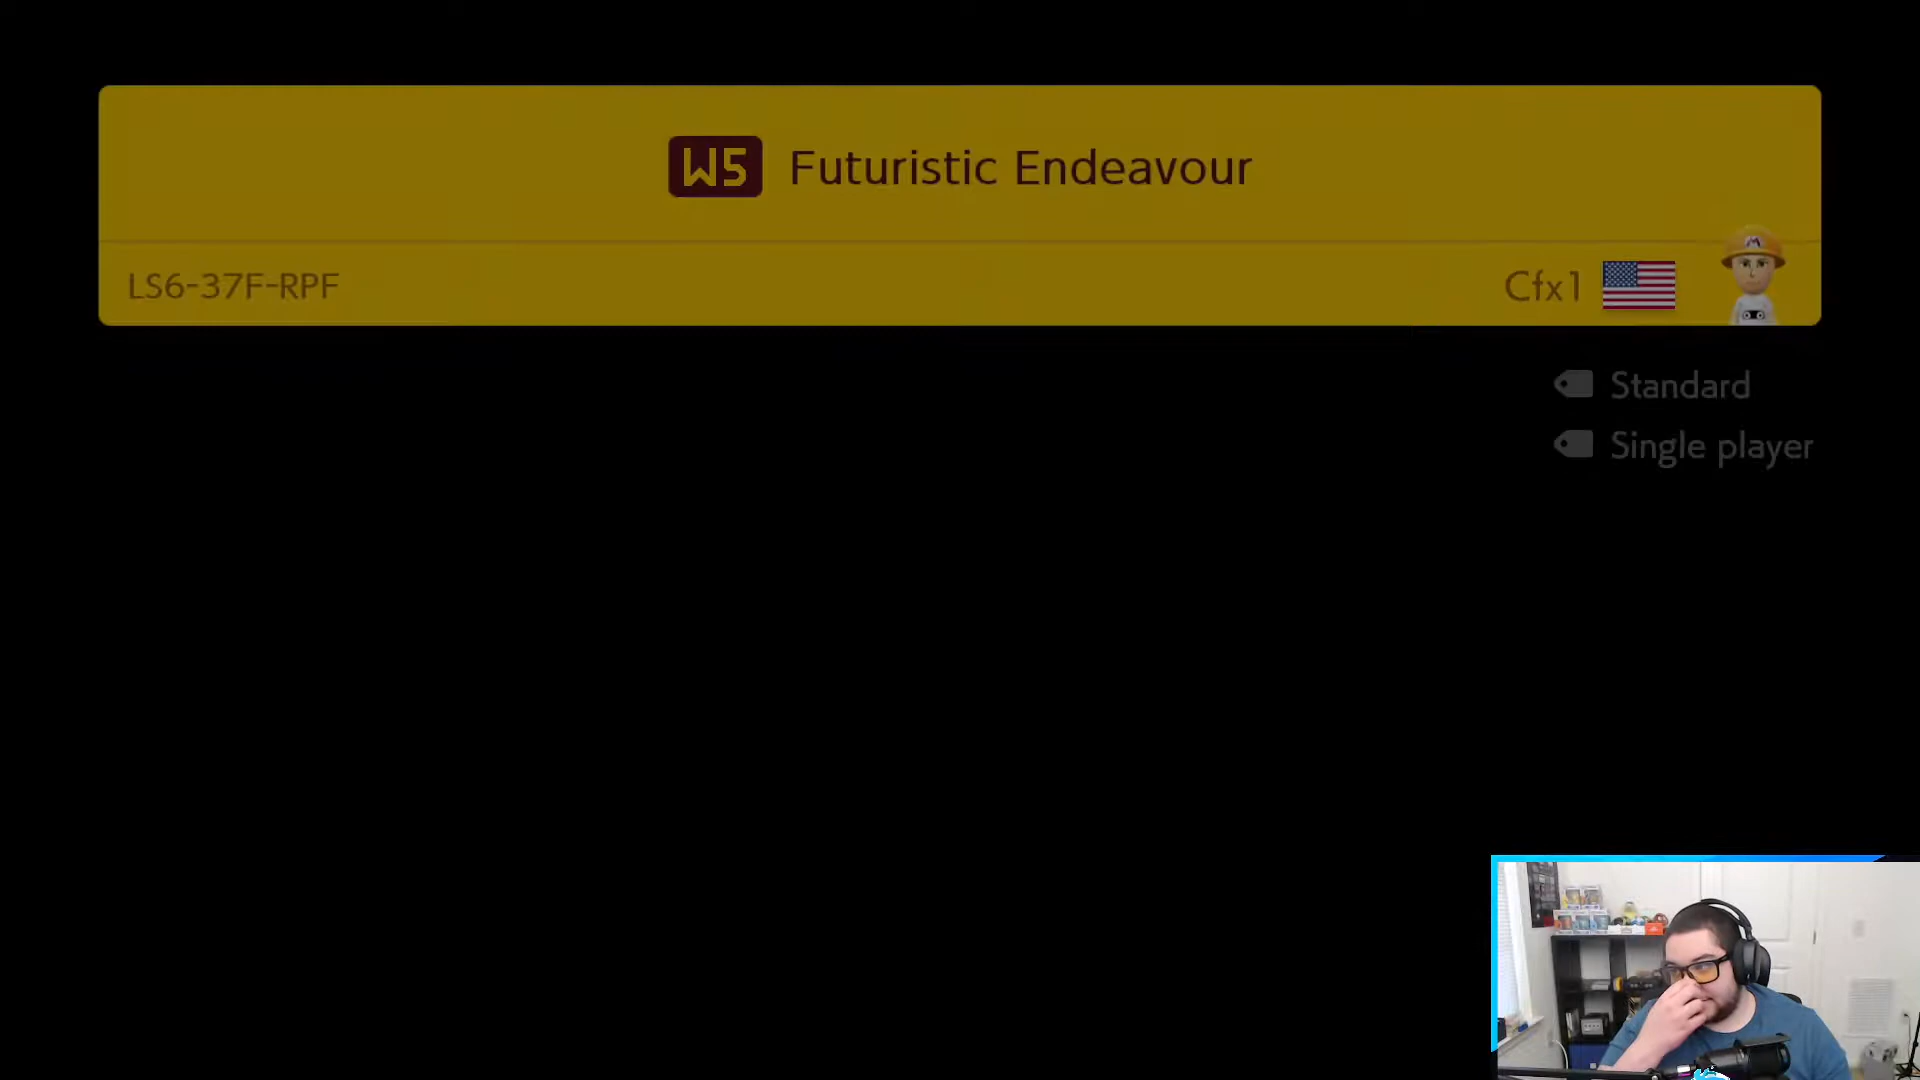 W5 Futuristic Endeavour
LS6-37F-RPF
Cfx1
Standard
Single player